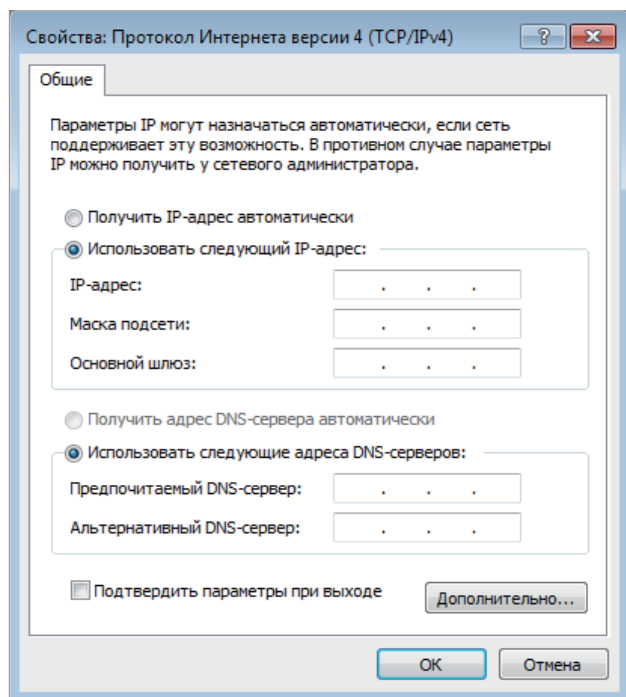 Свойства: Протокол Интернета версии 4 (TCP/IPv4)
Общие
Параметры IP могут назначаться автоматически, если сеть
поддерживает эту возможность. В противном случае параметры
IP можно получить у сетевого администратора.
Получить IP-адрес автоматически
Использовать следующий IP-адрес:
IP-адрес: . . .
Маска подсети: . . .
Основной шлюз: . . .
Получить адрес DNS-сервера автоматически
Использовать следующие адреса DNS-серверов:
Предпочитаемый DNS-сервер: . . .
Альтернативный DNS-сервер: . . .
Подтвердить параметры при выходе
Дополнительно...
ОК
Отмена